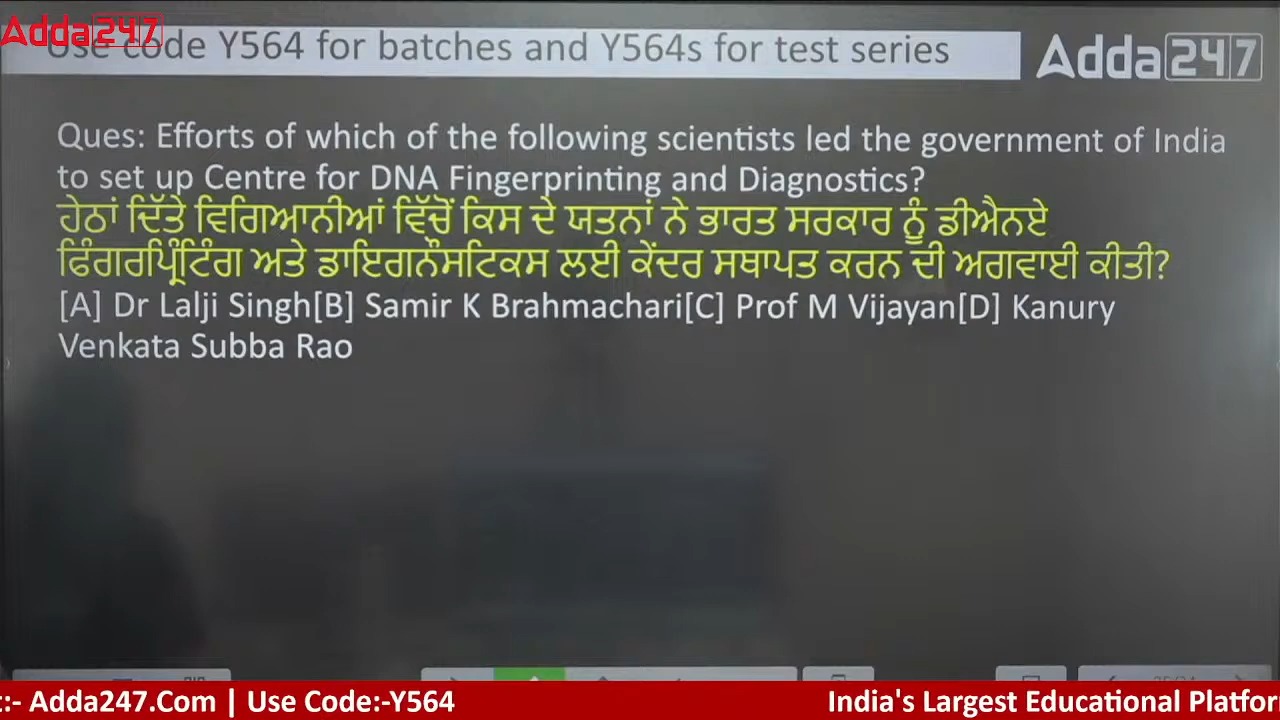 Adda247
Use code Y564 for batches and Y564s for test series
Adda247
Ques: Efforts of which of the following scientists led the government of India
to set up Centre for DNA Fingerprinting and Diagnostics?
ਹੇਠਾਂ ਦਿੱਤੇ ਵਿਗਿਆਨੀਆਂ ਵਿੱਚੋਂ ਕਿਸ ਦੇ ਯਤਨਾਂ ਨੇ ਭਾਰਤ ਸਰਕਾਰ ਨੂੰ ਡੀਐਨਏ
ਫਿੰਗਰਪ੍ਰਿੰਟਿੰਗ ਅਤੇ ਡਾਇਗਨੌਸਟਿਕਸ ਲਈ ਕੇਂਦਰ ਸਥਾਪਤ ਕਰਨ ਦੀ ਅਗਵਾਈ ਕੀਤੀ?
[A] Dr Lalji Singh[B] Samir K Brahmachari[C] Prof M Vijayan[D] Kanury
Venkata Subba Rao
:- Adda247.Com | Use Code:-Y564
India's Largest Educational Platfor